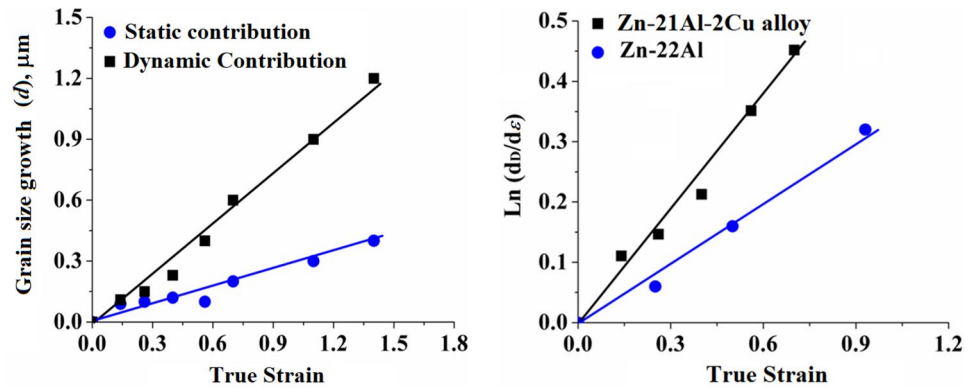 Grain size growth (d), μm
1.5
1.2
0.9
0.6
0.3
0.0
Static contribution
Dynamic Contribution
0.0 0.3 0.6 0.9 1.2 1.5 1.8
True Strain
Ln (dD/dε)
0.5
0.4
0.3
0.2
0.1
0.0
Zn-21Al-2Cu alloy
Zn-22Al
0.0 0.3 0.6 0.9 1.2
True Strain